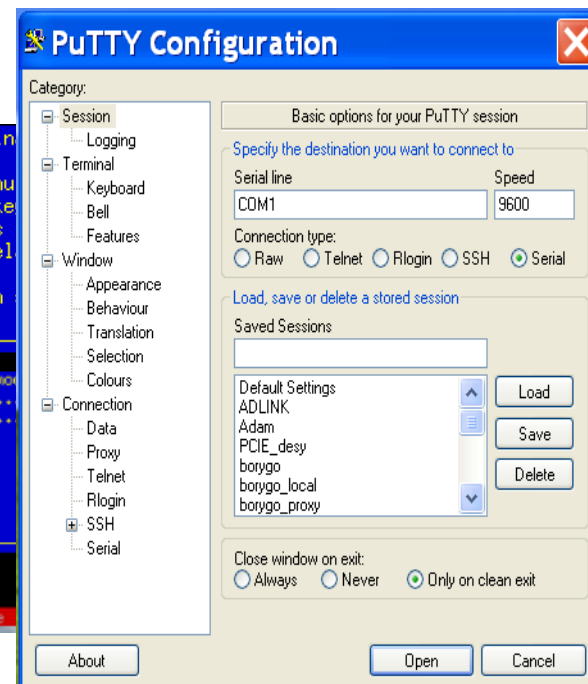 PuTTY Configuration
Category:
Session
Logging
Terminal
Keyboard
Bell
Features
Window
Appearance
Behaviour
Translation
Selection
Colours
Connection
Data
Proxy
Telnet
Rlogin
SSH
Serial
Basic options for your PuTTY session
Specify the destination you want to connect to
Serial line Speed
COM1 9600
Connection type:
Raw Telnet Rlogin SSH Serial
Load, save or delete a stored session
Saved Sessions
Default Settings
ADLINK
Adam
PCIE_desy
borygo
borygo_local
borygo_proxy
Load
Save
Delete
Close window on exit:
Always Never Only on clean exit
About Open Cancel